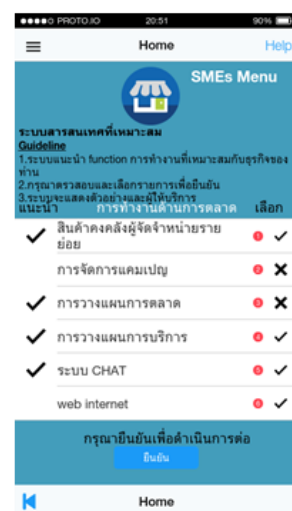 PROTO.IO 20:51 90%
Home Help
SMEs Menu
ระบบสารสนเทศที่เหมาะสม
Guideline
1.ระบบแนะนำ function การทำงานที่เหมาะสมกับธุรกิจของ
ท่าน
2.กรุณาตรวสอบและเลือกรายการเพื่อยืนยัน
3.ระบบจะแสดงตัวอย่างและผู้ให้บริการ
แนะนำ การทำงานด้านการตลาด เลือก
สินค้าคงคลังผู้จัดจำหน่ายราย 1
ย่อย
การจัดการแคมเปญ 2
การวางแผนการตลาด 3
การวางแผนการบริการ 4
ระบบ CHAT 5
web internet 6
กรุณายืนยันเพื่อดำเนินการต่อ
ยืนยัน
Home